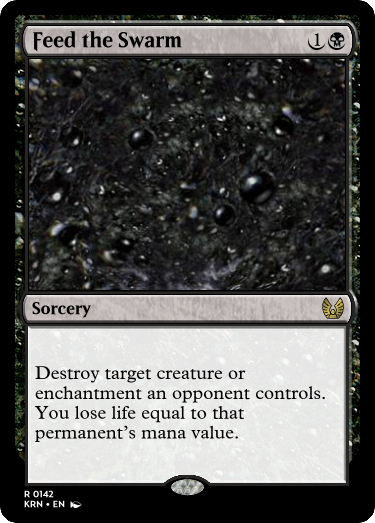 Feed the Swarm 1
Sorcery
Destroy target creature or
enchantment an opponent controls.
You lose life equal to that
permanent's mana value.
R 0142
KRN • EN